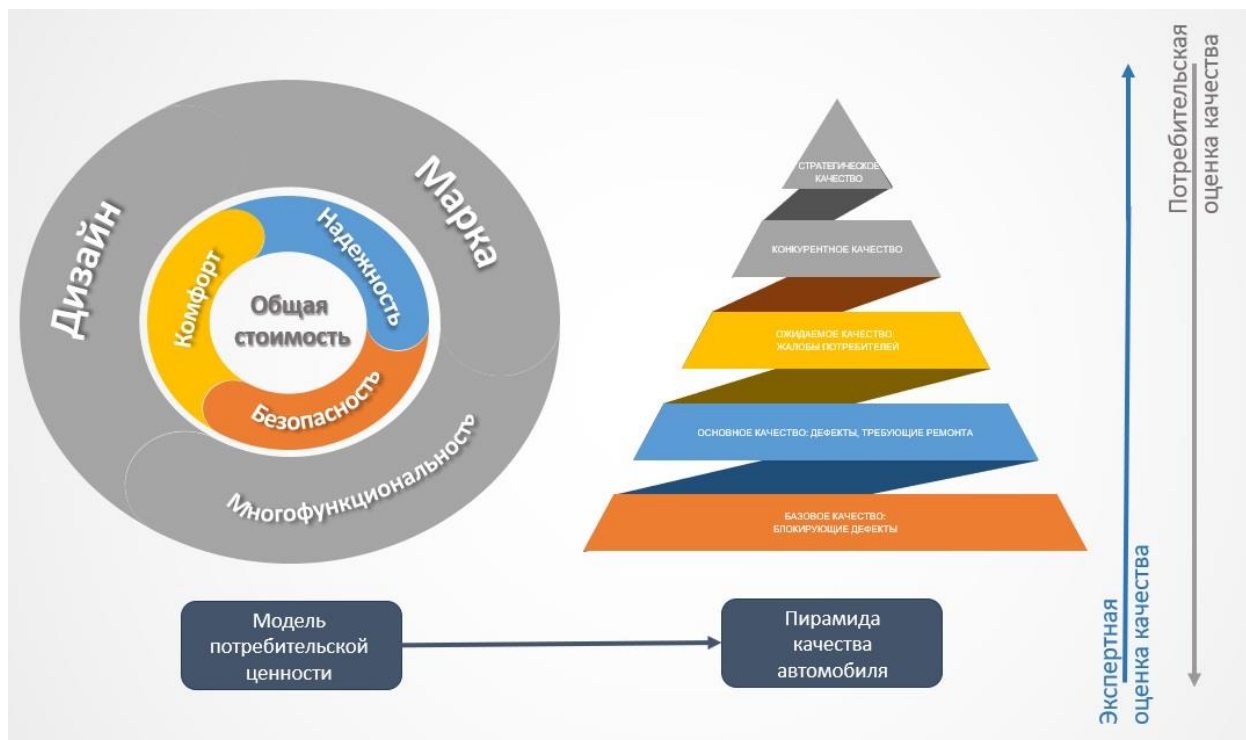 Дизайн
Марка
Многофункциональность
Комфорт
Надежность
Безопасность
Общая
стоимость
Модель
потребительской
ценности
СТРАТЕГИЧЕСКОЕ
КАЧЕСТВО
КОНКУРЕНТНОЕ КАЧЕСТВО
ОЖИДАЕМОЕ КАЧЕСТВО:
ЖАЛОБЫ ПОТРЕБИТЕЛЕЙ
ОСНОВНОЕ КАЧЕСТВО: ДЕФЕКТЫ, ТРЕБУЮЩИЕ РЕМОНТА
БАЗОВОЕ КАЧЕСТВО:
БЛОКИРУЮЩИЕ ДЕФЕКТЫ
Пирамида
качества
автомобиля
Экспертная
оценка качества
Потребительская
оценка качества